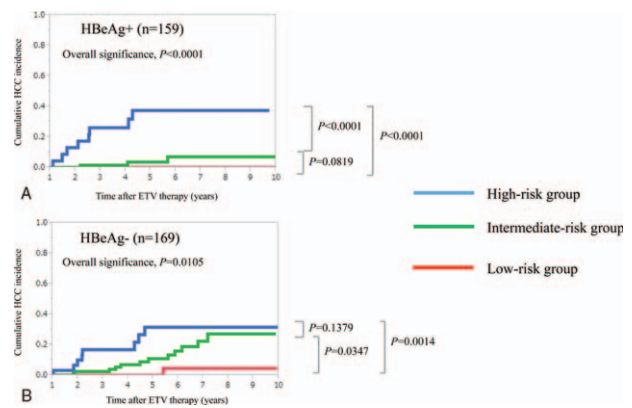 HBeAg+ (n=159)
Overall significance, P<0.0001
Cumulative HCC incidence
1.0
0.8
0.6
0.4
0.2
0.0
1 2 3 4 5 6 7 8 9 10
Time after ETV therapy (years)
A
P<0.0001
P=0.0819
P<0.0001
High-risk group
Intermediate-risk group
Low-risk group
HBeAg- (n=169)
Overall significance, P=0.0105
Cumulative HCC incidence
1.0
0.8
0.6
0.4
0.2
0.0
1 2 3 4 5 6 7 8 9 10
Time after ETV therapy (years)
B
P=0.1379
P=0.0347
P=0.0014